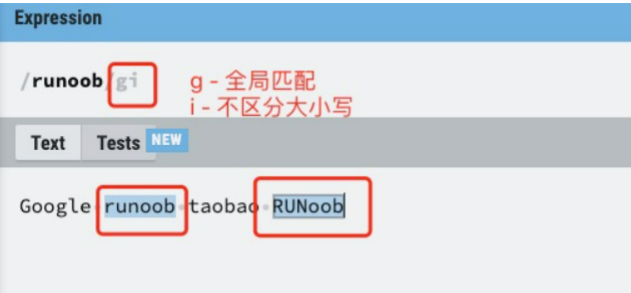 Expression
/runoob/gi
g - 全局匹配
i - 不区分大小写
Text Tests NEW
Google runoob taobao RUNoob